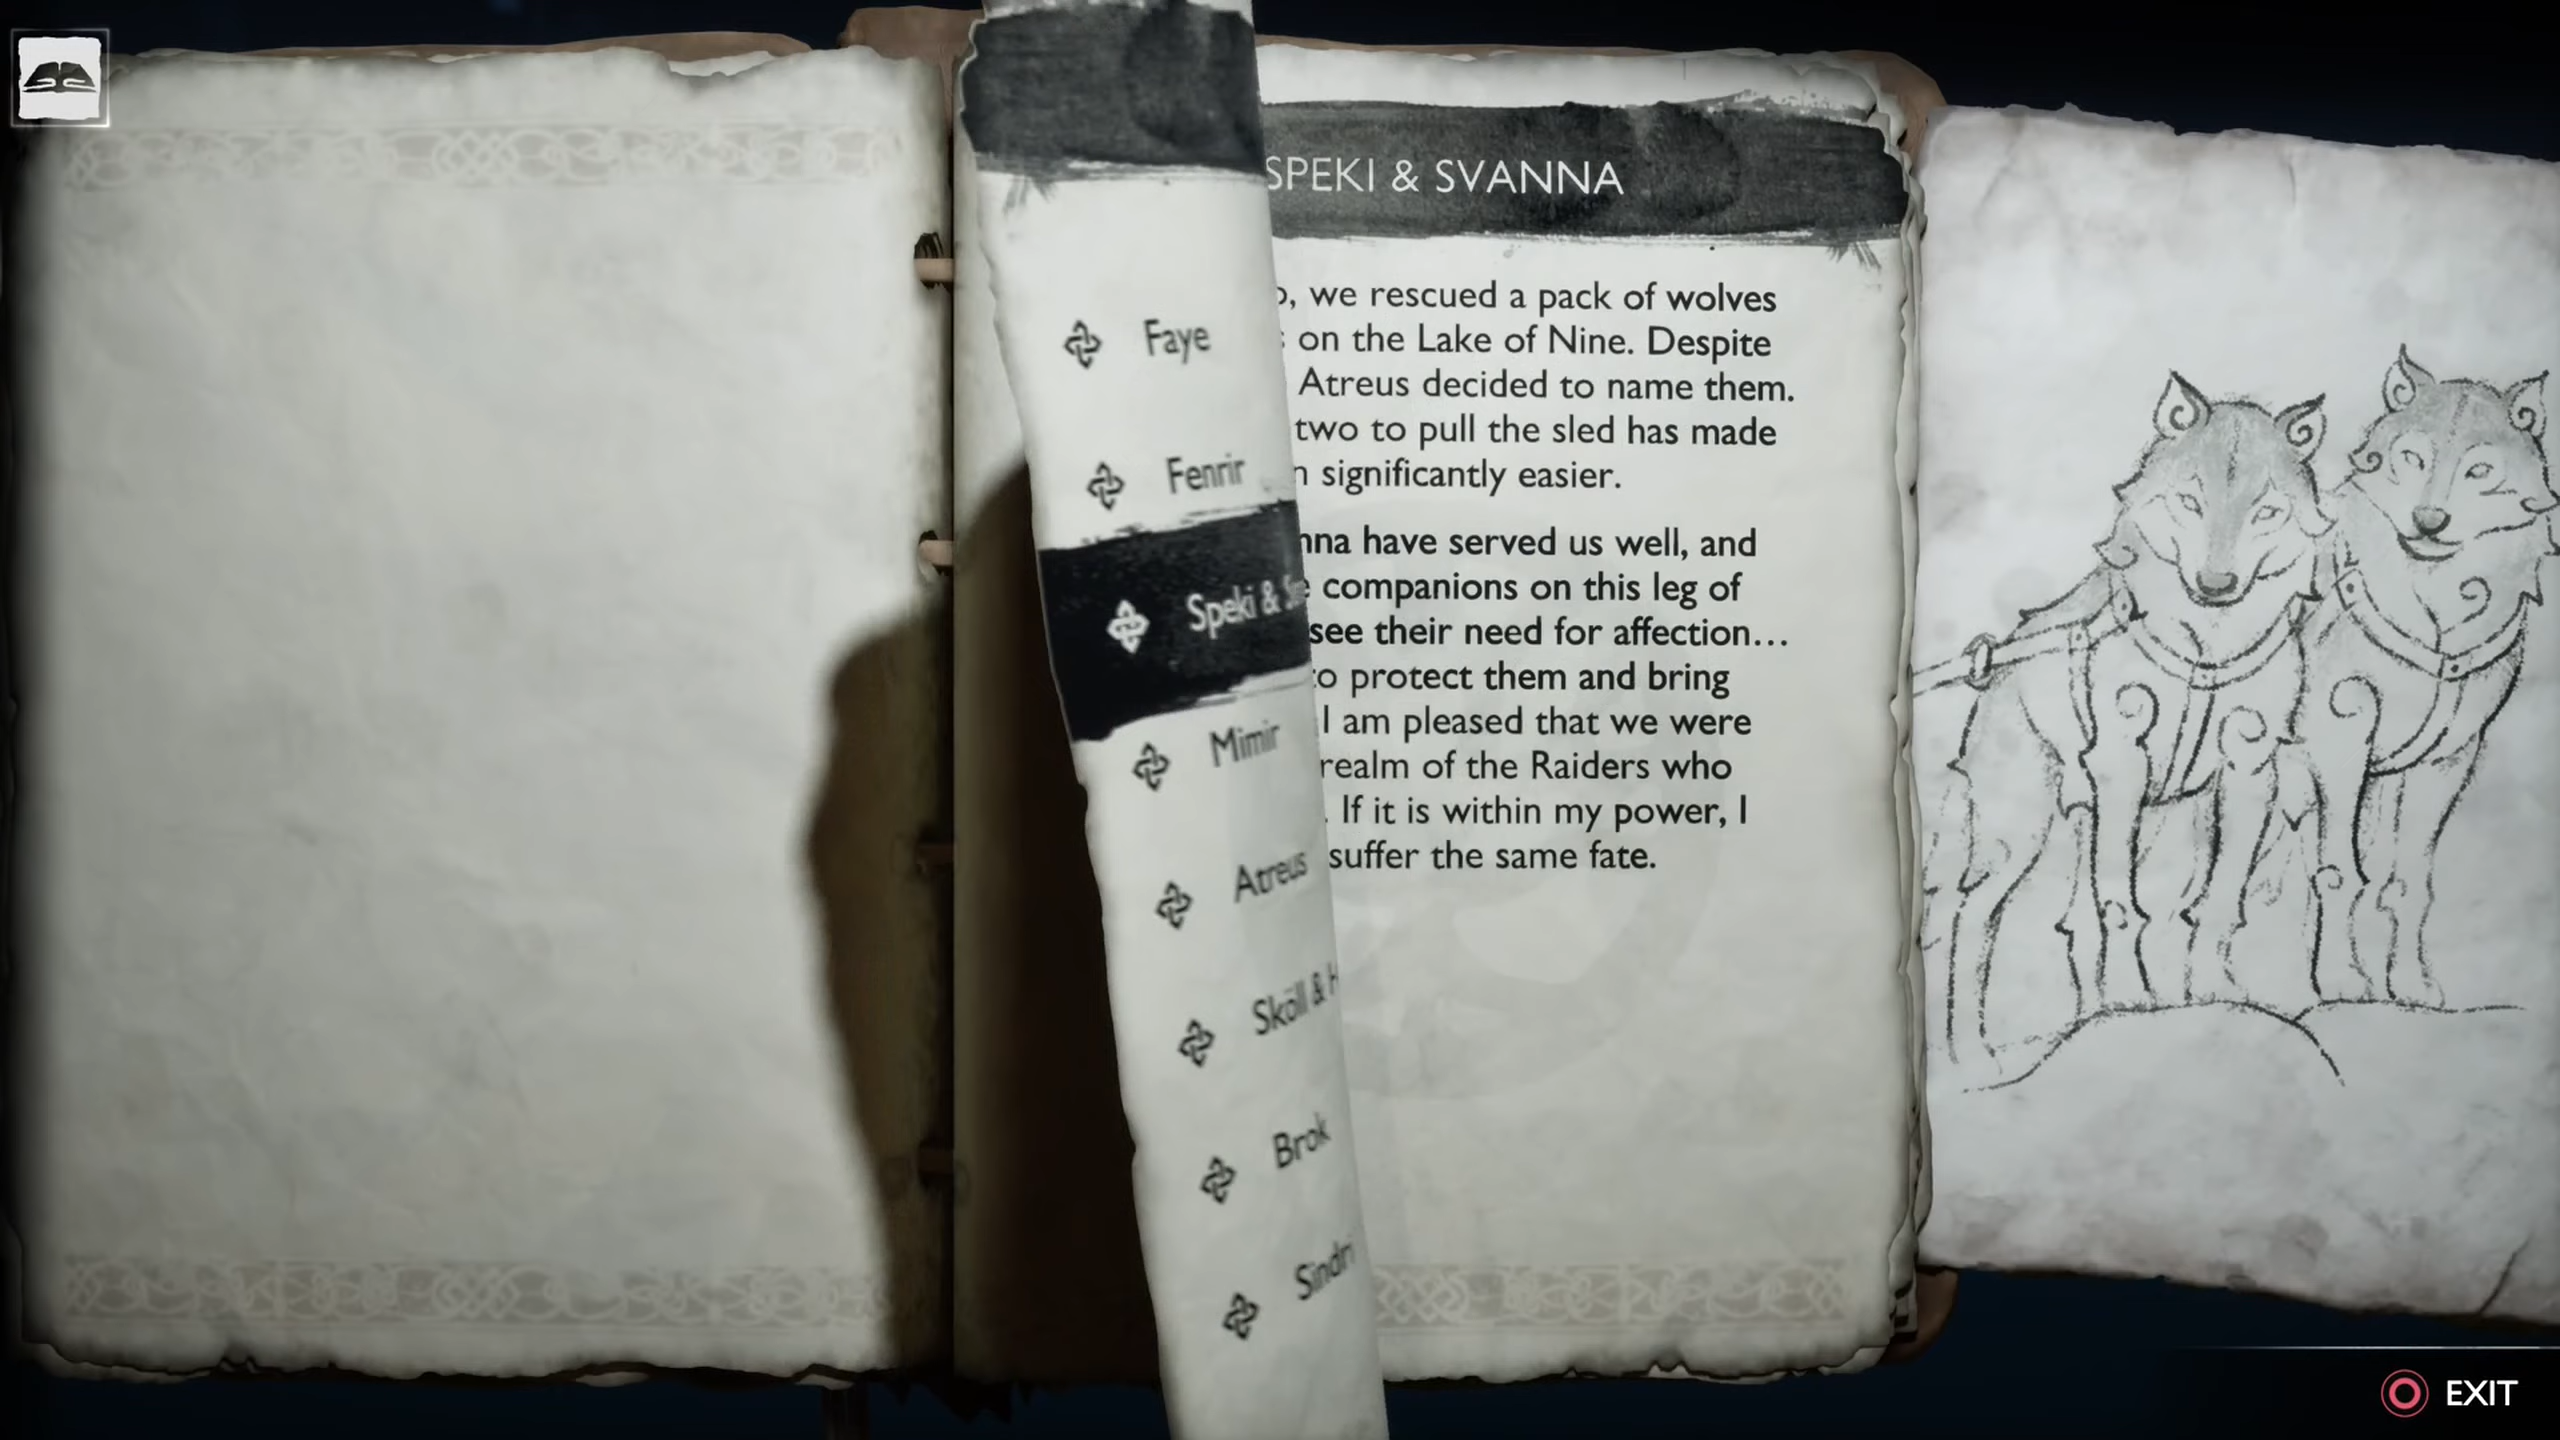 SPEKI & SVANNA
Faye
Fenrir
Speki &
Mimir
Atreus
Sköll & H
Brok
Sindri
, we rescued a pack of wolves
on the Lake of Nine. Despite
Atreus decided to name them.
two to pull the sled has made
significantly easier.
nna have served us well, and
companions on this leg of
see their need for affection…
to protect them and bring
I am pleased that we were
realm of the Raiders who
. If it is within my power, I
suffer the same fate.
EXIT